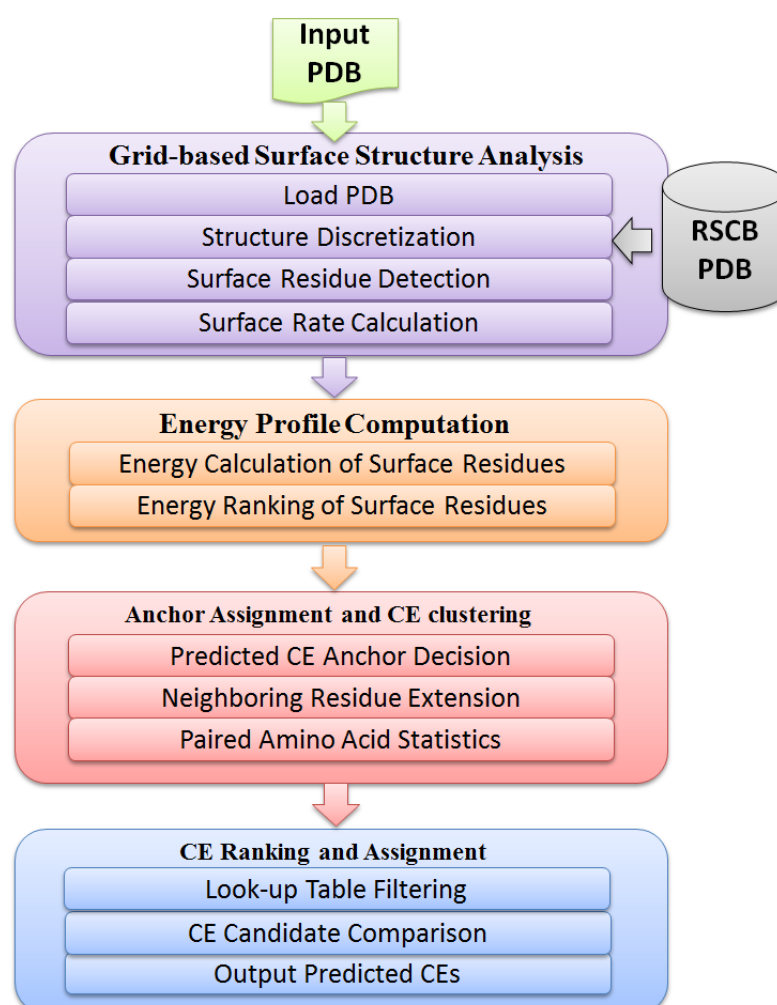 Input
PDB
Grid-based Surface Structure Analysis
Load PDB
Structure Discretization
Surface Residue Detection
Surface Rate Calculation
RSCB
PDB
Energy Profile Computation
Energy Calculation of Surface Residues
Energy Ranking of Surface Residues
Anchor Assignment and CE clustering
Predicted CE Anchor Decision
Neighboring Residue Extension
Paired Amino Acid Statistics
CE Ranking and Assignment
Look-up Table Filtering
CE Candidate Comparison
Output Predicted CEs